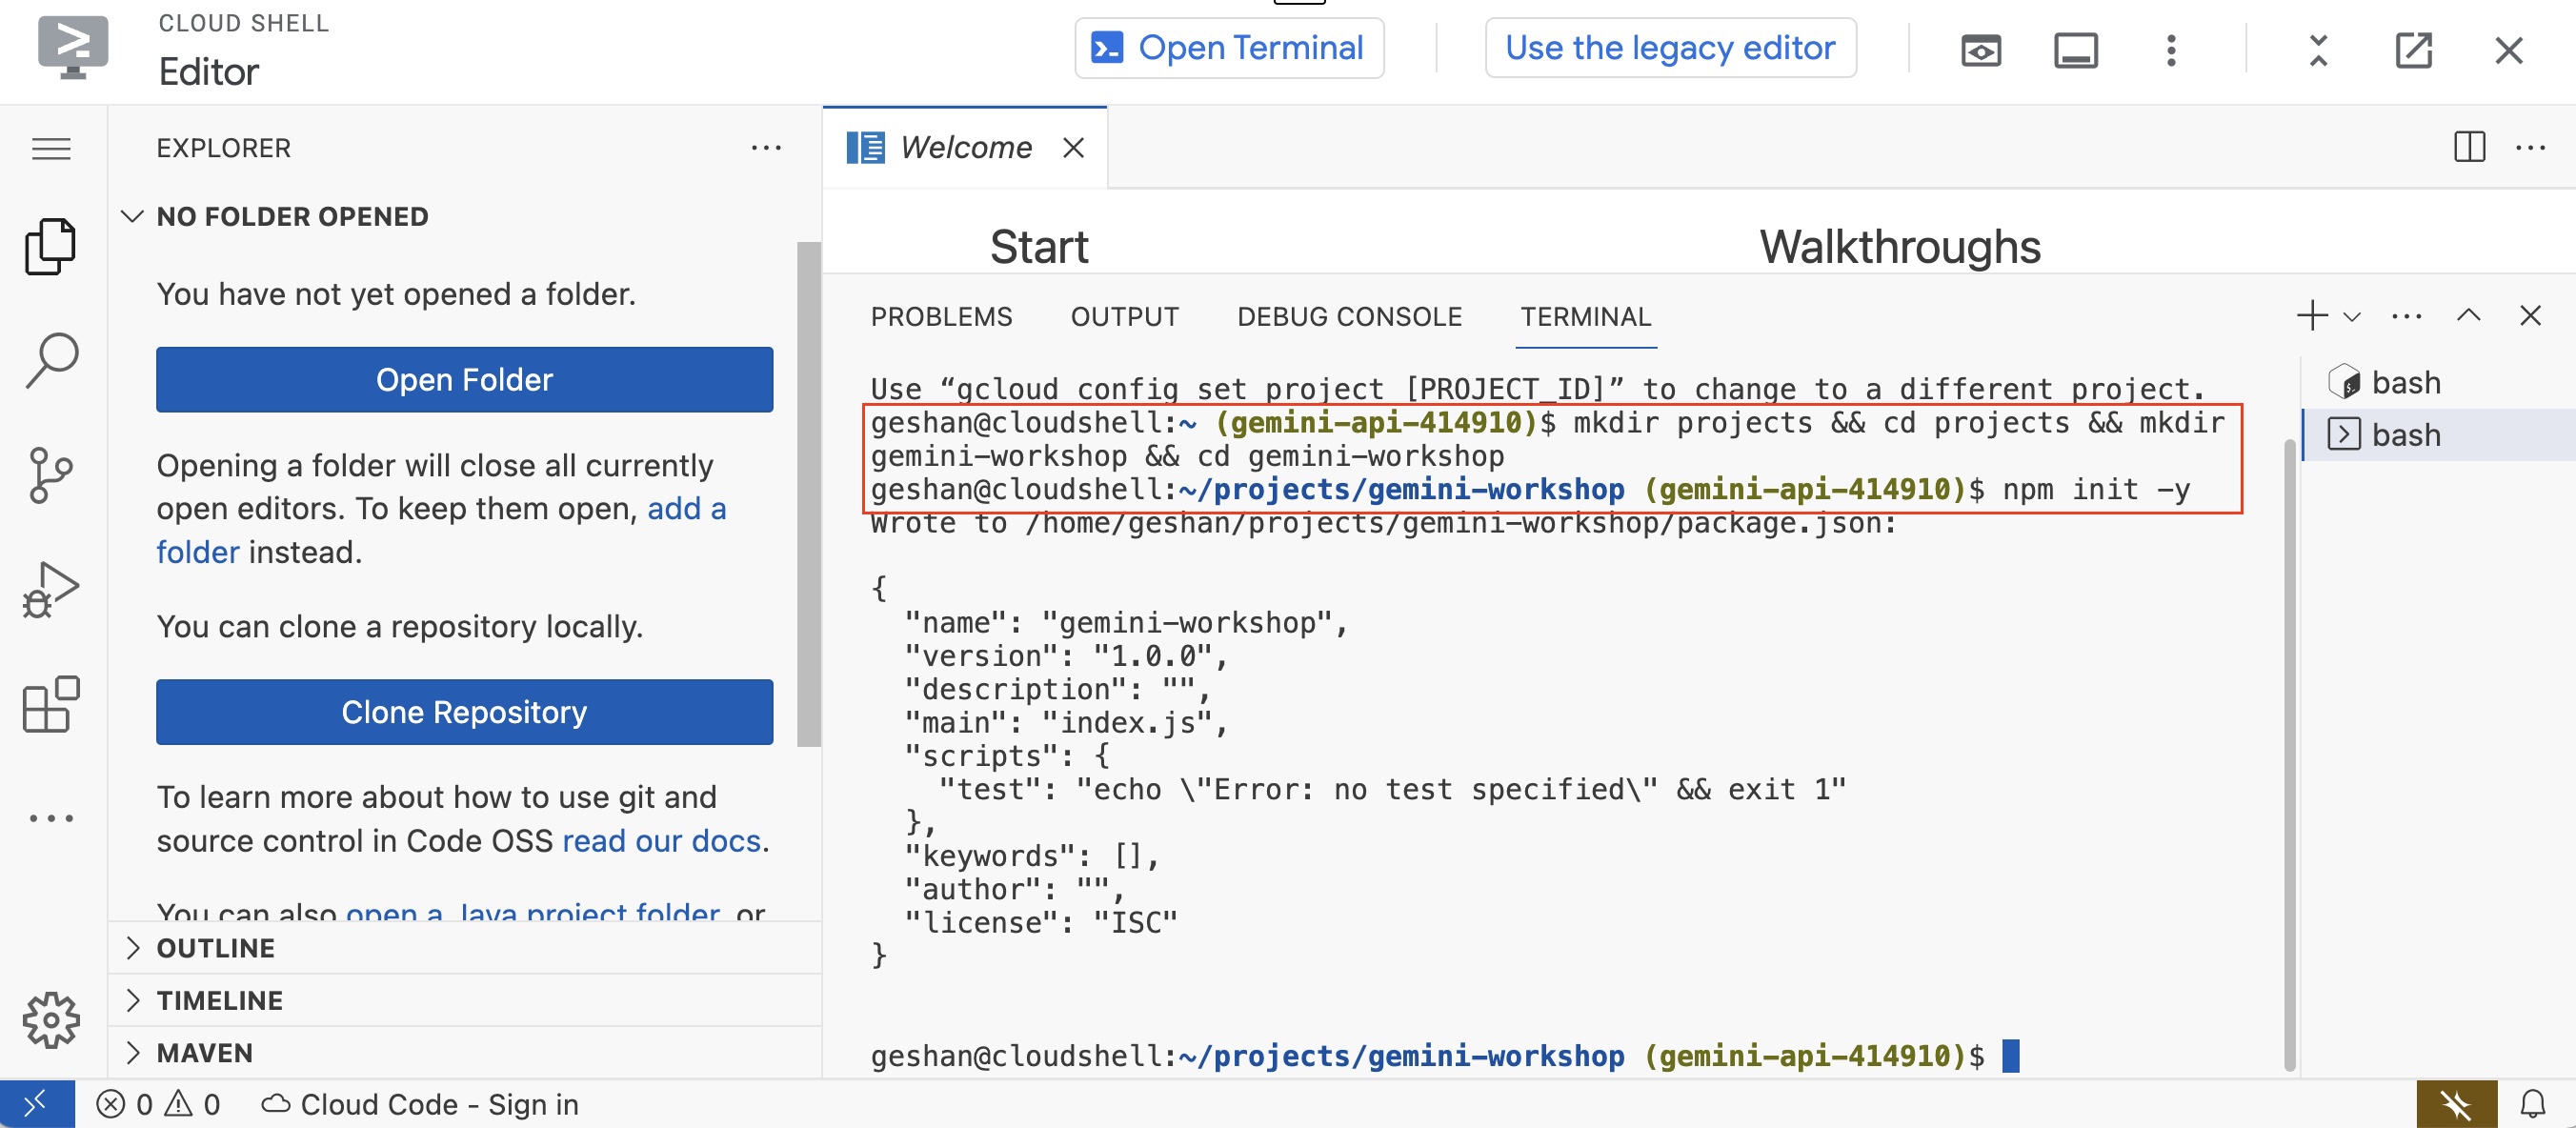 CLOUD SHELL
Editor
Open Terminal
Use the legacy editor
EXPLORER
NO FOLDER OPENED
You have not yet opened a folder.
Open Folder
Opening a folder will close all currently
open editors. To keep them open, add a
folder instead.
You can clone a repository locally.
Clone Repository
To learn more about how to use git and
source control in Code OSS read our docs.
You can also open a Java project folder, or
OUTLINE
TIMELINE
MAVEN
Welcome
Start
Walkthroughs
PROBLEMS
OUTPUT
DEBUG CONSOLE
TERMINAL
Use “gcloud config set project [PROJECT_ID]” to change to a different project.
geshan@cloudshell:~ (gemini-api-414910)$ mkdir projects && cd projects && mkdir
gemini-workshop && cd gemini-workshop
geshan@cloudshell:~/projects/gemini-workshop (gemini-api-414910)$ npm init -y
Wrote to /home/geshan/projects/gemini-workshop/package.json:
{
"name": "gemini-workshop",
"version": "1.0.0",
"description": "",
"main": "index.js",
"scripts": {
"test": "echo \"Error: no test specified\" && exit 1"
},
"keywords": [],
"author": "",
"license": "ISC"
}
geshan@cloudshell:~/projects/gemini-workshop (gemini-api-414910)$
bash
bash
0
0
Cloud Code - Sign in